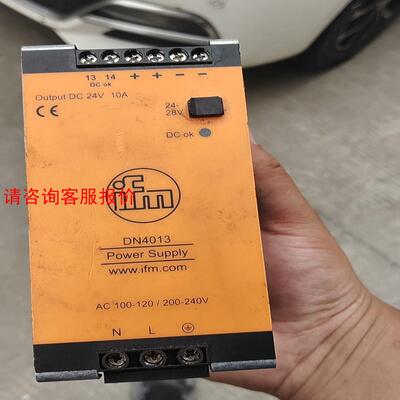 13 14 + + − −
DC ok
Output DC 24V 10A
CE
24-
28V
DC ok
ifm
请咨询客服报价
DN4013
Power Supply
www.ifm.com
AC 100-120 / 200-240V
N L ⏚